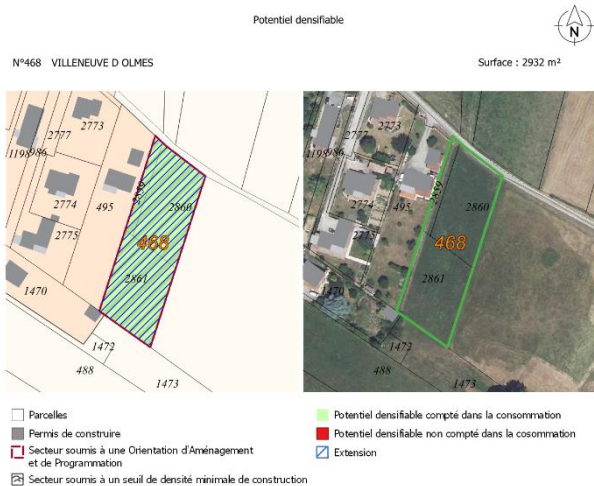 Potentiel densifiable
N
N°468 VILLENEUVE D OLMES
Surface : 2932 m²
2773
2777
1198
986
2774
495
2859
2860
2775
468
2861
1470
1472
488
1473
2773
2777
1198
986
2774
495
2859
2860
2775
468
2861
1470
1472
488
1473
Parcelles
Permis de construire
Secteur soumis à une Orientation d'Aménagement
et de Programmation
Secteur soumis à un seuil de densité minimale de construction
Potentiel densifiable compté dans la consommation
Potentiel densifiable non compté dans la cosommation
Extension